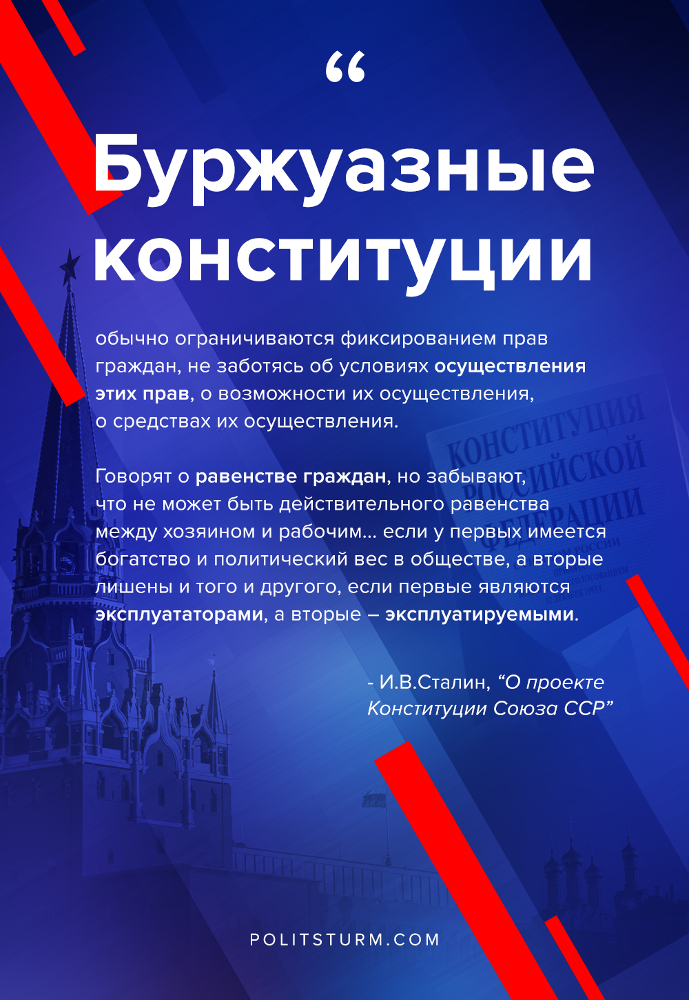 “
Буржуазные
конституции
обычно ограничиваются фиксированием прав
граждан, не заботясь об условиях осуществления
этих прав, о возможности их осуществления,
о средствах их осуществления.
Говорят о равенстве граждан, но забывают,
что не может быть действительного равенства
между хозяином и рабочим... если у первых имеется
богатство и политический вес в обществе, а вторые
лишены и того и другого, если первые являются
эксплуататорами, а вторые – эксплуатируемыми.
- И.В.Сталин, “О проекте
Конституции Союза ССР”
КОНСТИТУЦИЯ
РОССИЙСКОЙ
ФЕДЕРАЦИИ
POLITSTURM.COM